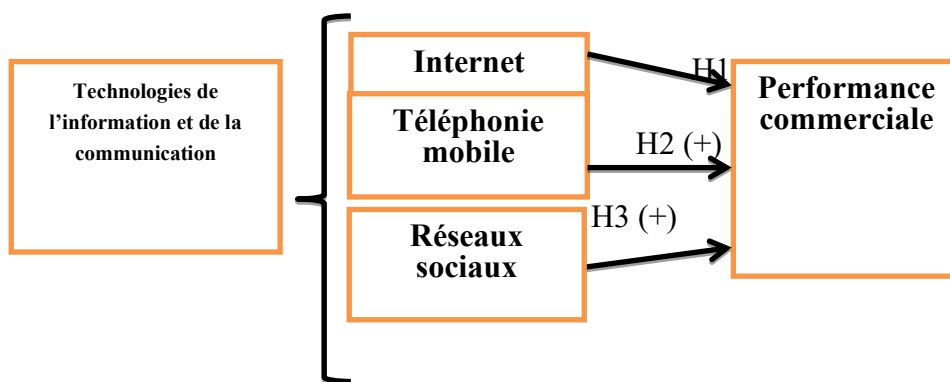 Technologies de
l'information et de la
communication
Internet
Téléphonie
mobile
Réseaux
sociaux
H1
H2 (+)
H3 (+)
Performance
commerciale